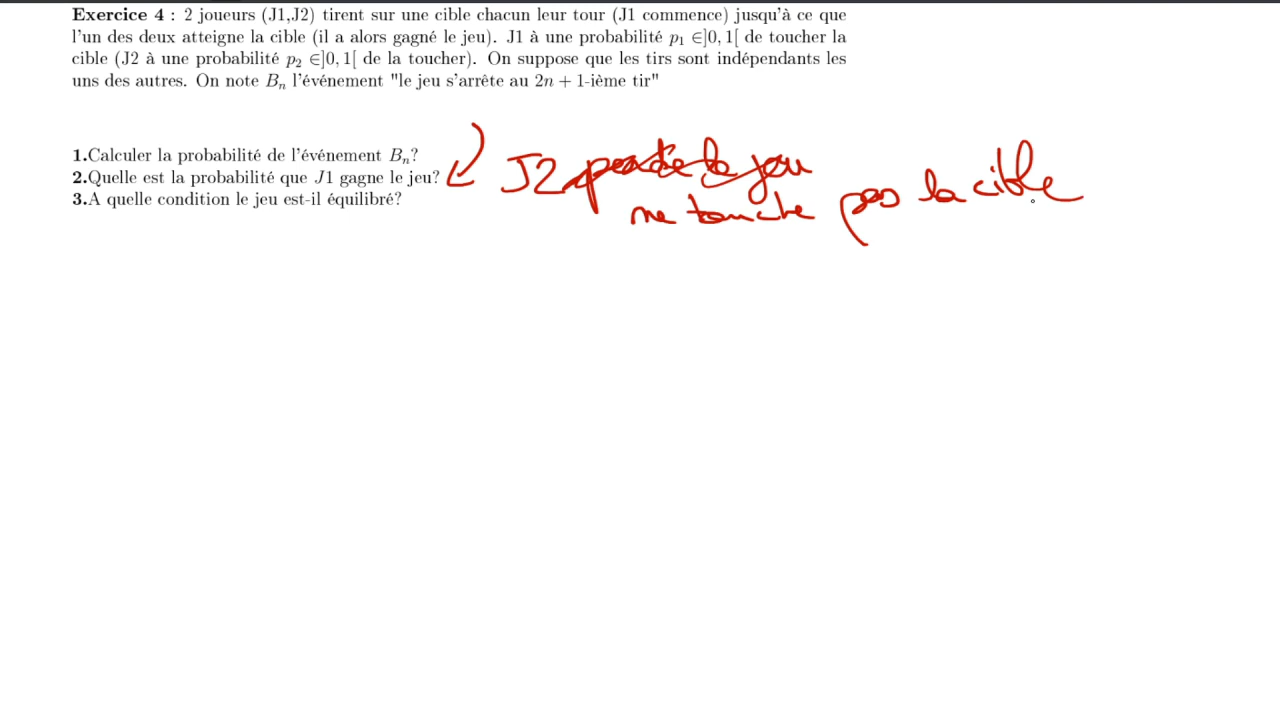 Exercice 4 : 2 joueurs (J1,J2) tirent sur une cible chacun leur tour (J1 commence) jusqu'à ce que
l'un des deux atteigne la cible (il a alors gagné le jeu). J1 à une probabilité p₁ ∈]0, 1[ de toucher la
cible (J2 à une probabilité p₂ ∈]0, 1[ de la toucher). On suppose que les tirs sont indépendants les
uns des autres. On note Bₙ l'événement "le jeu s'arrête au 2n + 1-ième tir"
1.Calculer la probabilité de l'événement Bₙ?
2.Quelle est la probabilité que J1 gagne le jeu?
3.A quelle condition le jeu est-il équilibré?
J2 le jeu
ne touche pas la cible